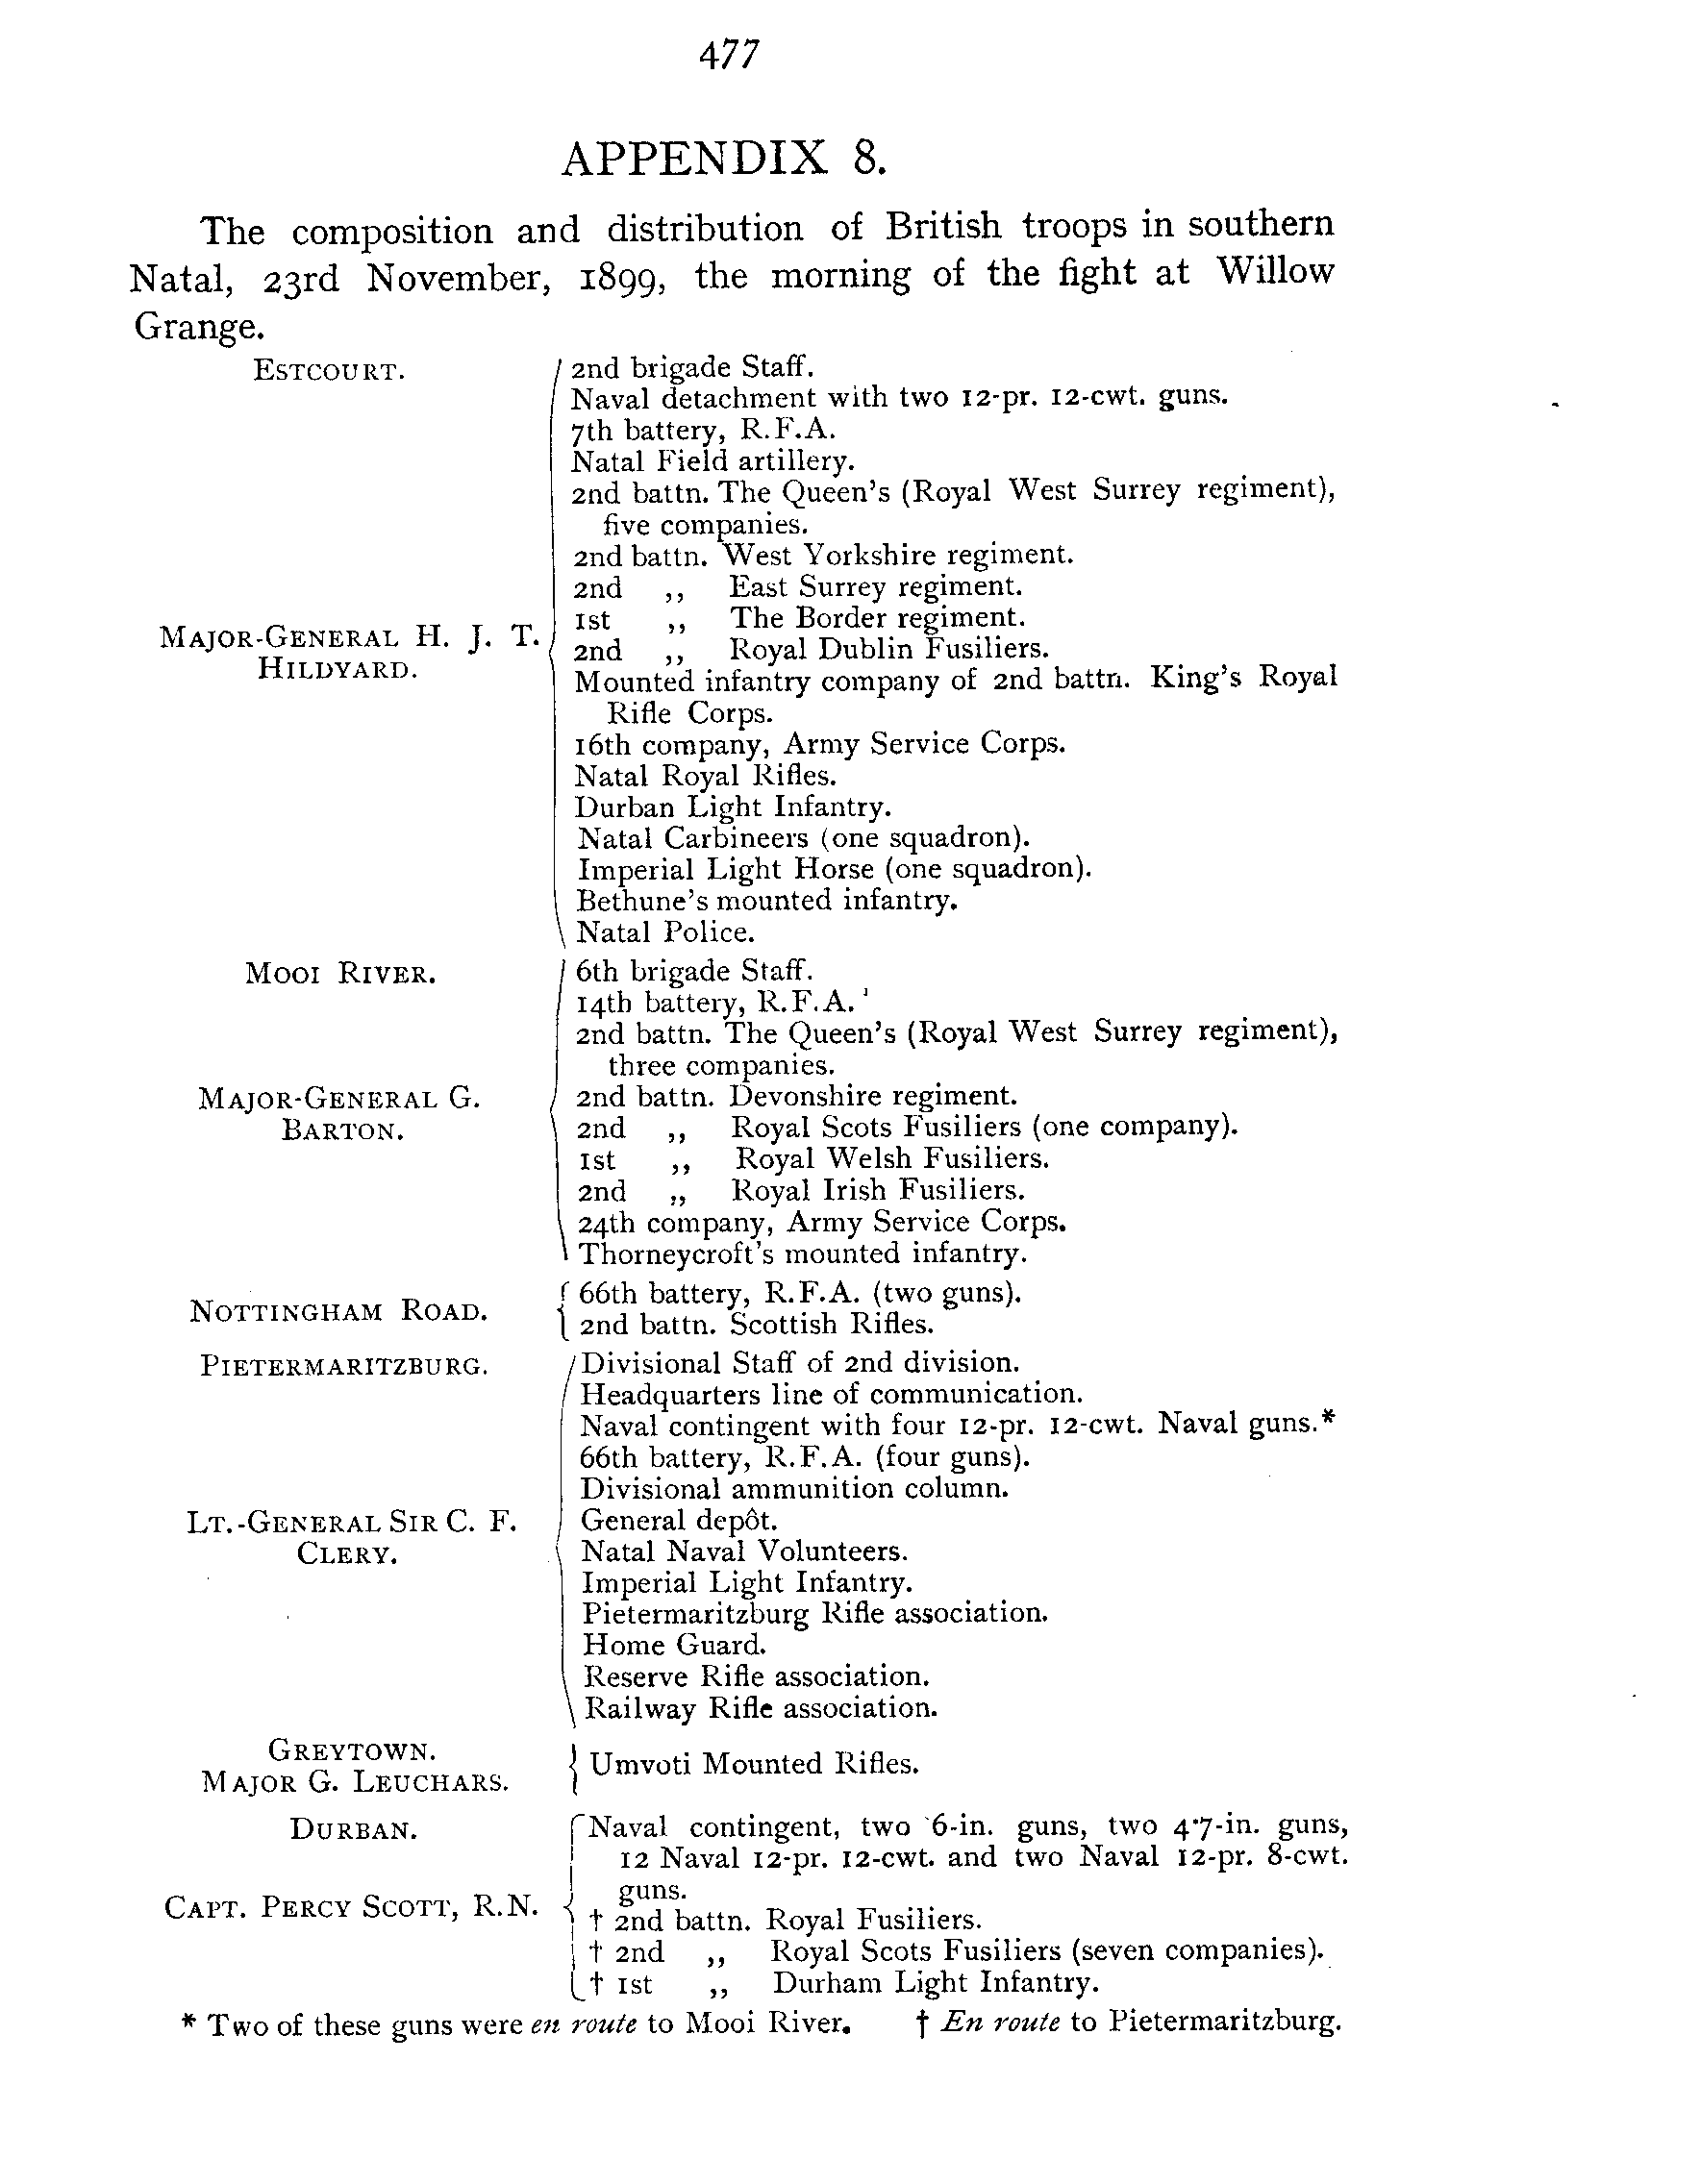 477
APPENDIX 8.
The composition and distribution of British troops in southern
Natal, 23rd November, 1899, the morning of the fight at Willow
Grange.
ESTCOURT.
2nd brigade Staff.
Naval detachment with two 12-pr. 12-cwt. guns.
7th battery, R.F.A.
Natal Field artillery.
2nd battn. The Queen's (Royal West Surrey regiment),
five companies.
2nd battn. West Yorkshire regiment.
2nd ,, East Surrey regiment.
1st ,, The Border regiment.
MAJOR-GENERAL H. J. T.
HILDYARD.
2nd ,, Royal Dublin Fusiliers.
Mounted infantry company of 2nd battn. King's Royal
Rifle Corps.
16th company, Army Service Corps.
Natal Royal Rifles.
Durban Light Infantry.
Natal Carbineers (one squadron).
Imperial Light Horse (one squadron).
Bethune's mounted infantry.
Natal Police.
MOOI RIVER.
6th brigade Staff.
14th battery, R.F.A.
2nd battn. The Queen's (Royal West Surrey regiment),
three companies.
MAJOR-GENERAL G.
BARTON.
2nd battn. Devonshire regiment.
2nd ,, Royal Scots Fusiliers (one company).
1st ,, Royal Welsh Fusiliers.
2nd ,, Royal Irish Fusiliers.
24th company, Army Service Corps.
Thorneycroft's mounted infantry.
NOTTINGHAM ROAD.
66th battery, R.F.A. (two guns).
2nd battn. Scottish Rifles.
PIETERMARITZBURG.
Divisional Staff of 2nd division.
Headquarters line of communication.
Naval contingent with four 12-pr. 12-cwt. Naval guns.*
66th battery, R.F.A. (four guns).
Divisional ammunition column.
LT.-GENERAL SIR C. F.
CLERY.
General depôt.
Natal Naval Volunteers.
Imperial Light Infantry.
Pietermaritzburg Rifle association.
Home Guard.
Reserve Rifle association.
Railway Rifle association.
GREYTOWN.
MAJOR G. LEUCHARS.
Umvoti Mounted Rifles.
DURBAN.
Naval contingent, two 6-in. guns, two 4·7-in. guns,
12 Naval 12-pr. 12-cwt. and two Naval 12-pr. 8-cwt.
guns.
CAPT. PERCY SCOTT, R.N.
† 2nd battn. Royal Fusiliers.
† 2nd ,, Royal Scots Fusiliers (seven companies).
† 1st ,, Durham Light Infantry.
* Two of these guns were en route to Mooi River. † En route to Pietermaritzburg.